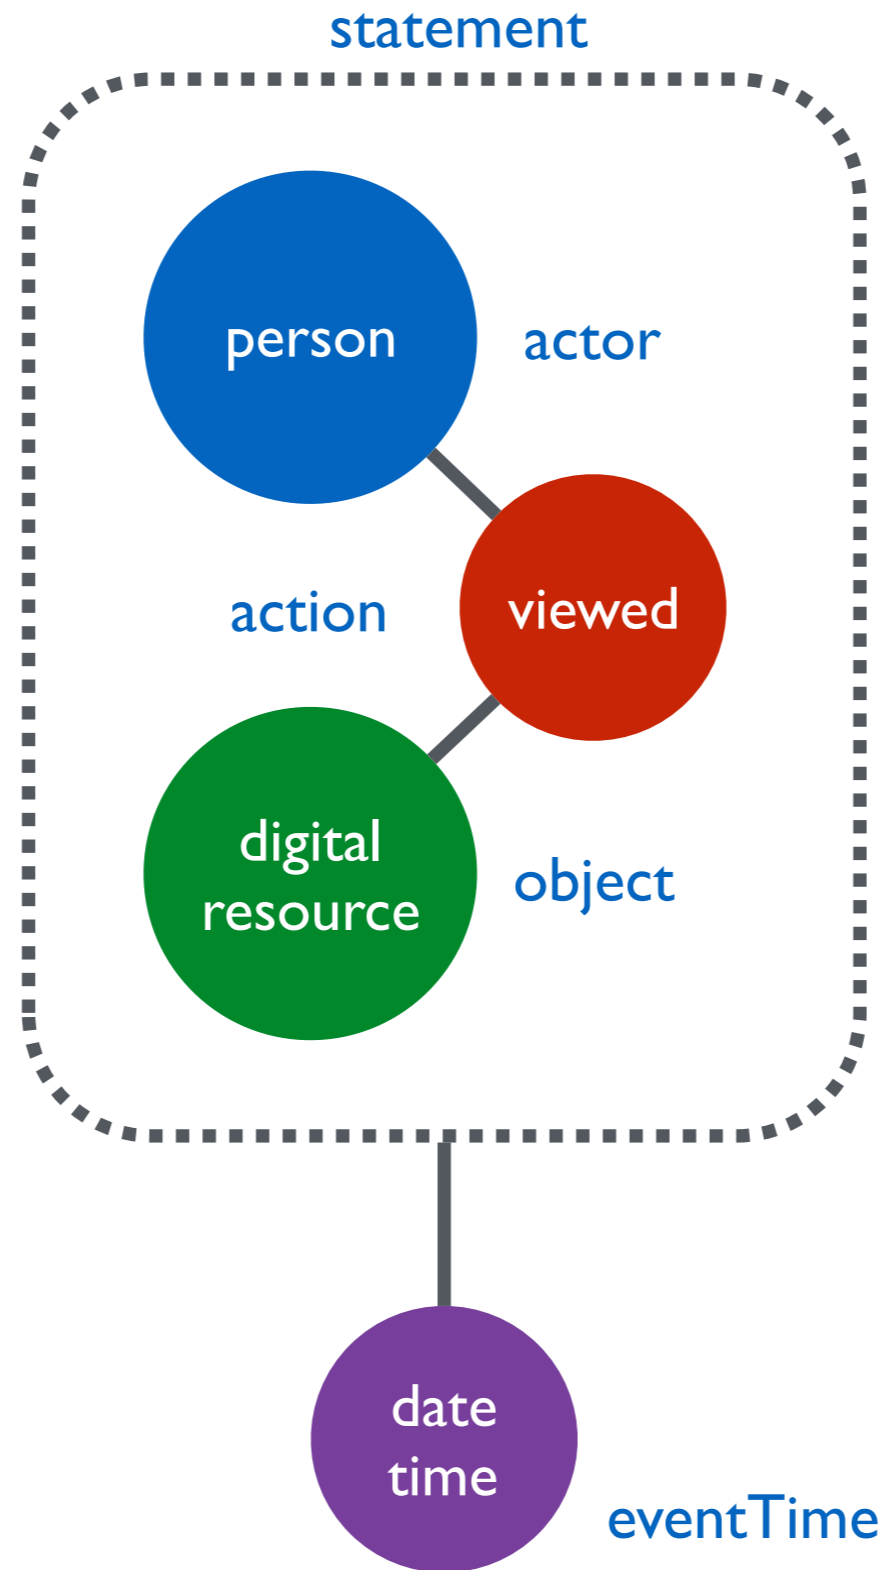 statement
person
actor
action
viewed
digital
resource
object
date
time
eventTime